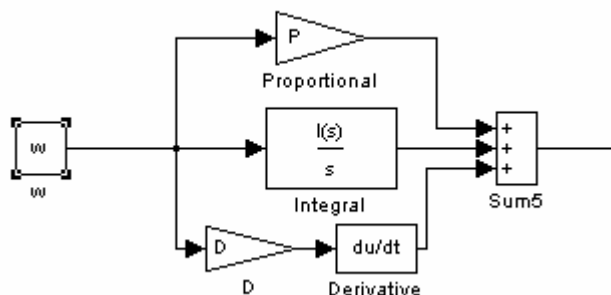 P
Proportional
w
w
I(s)
s
Integral
+
+
+
Sum5
D
D
du/dt
Derivative